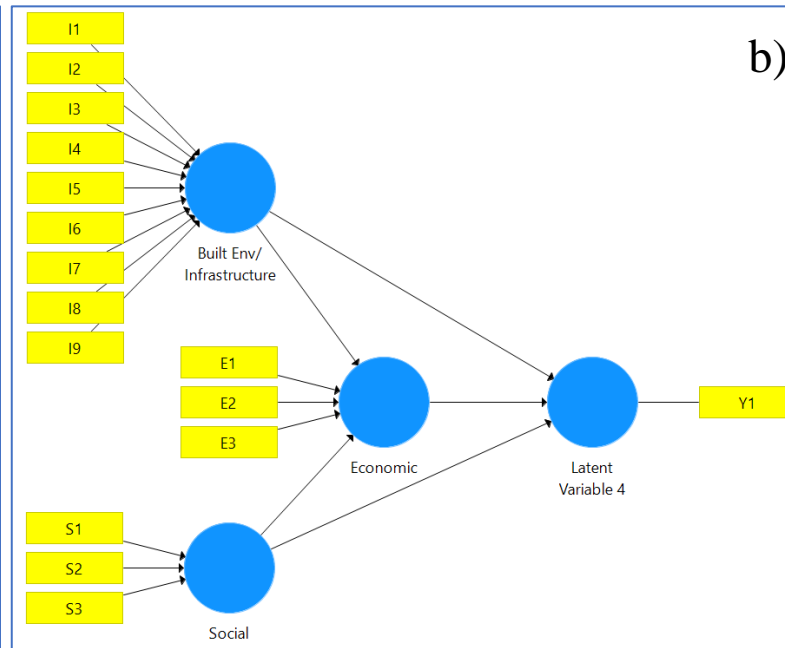 I1
b)
I2
I3
I4
I5
I6
I7
I8
I9
Built Env/
Infrastructure
E1
E2
E3
Economic
Latent
Variable 4
Y1
S1
S2
S3
Social